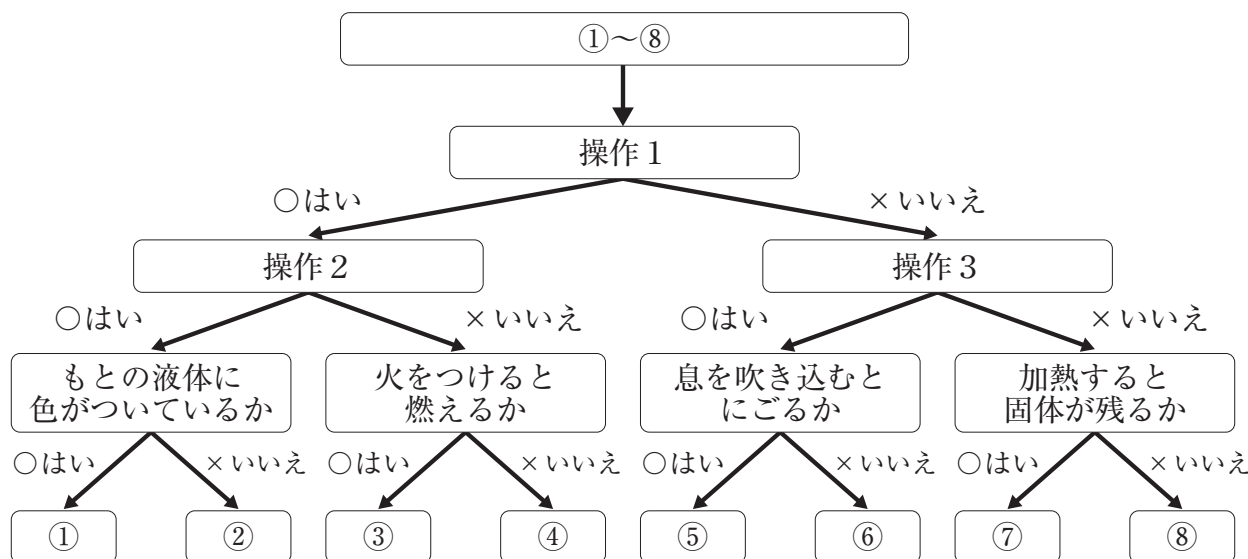 ①～⑧
操作1
○はい
×いいえ
操作2
操作3
○はい
×いいえ
○はい
×いいえ
もとの液体に
色がついているか
火をつけると
燃えるか
息を吹き込むと
にごるか
加熱すると
固体が残るか
○はい
×いいえ
○はい
×いいえ
○はい
×いいえ
○はい
×いいえ
①
②
③
④
⑤
⑥
⑦
⑧